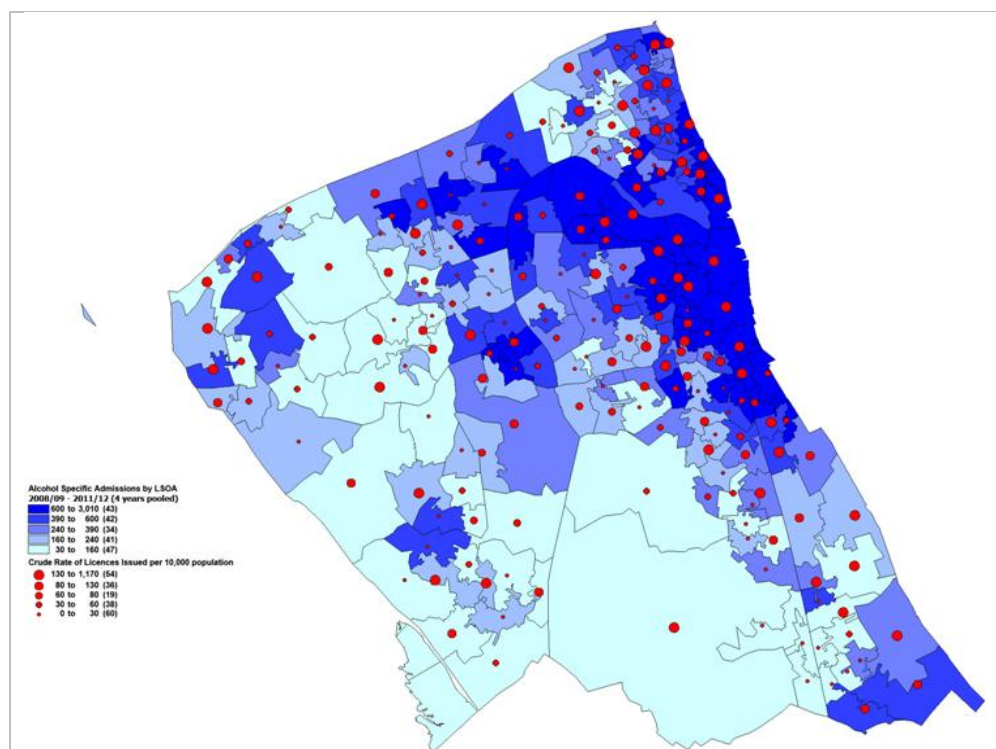 Alcohol Specific Admissions by LSOA
2008/09 - 2011/12 (4 years pooled)
600 to 3,010 (43)
390 to 600 (42)
240 to 390 (34)
160 to 240 (41)
30 to 160 (47)
Crude Rate of Licences Issued per 10,000 population
130 to 1,170 (54)
80 to 130 (36)
60 to 80 (19)
30 to 60 (38)
0 to 30 (60)